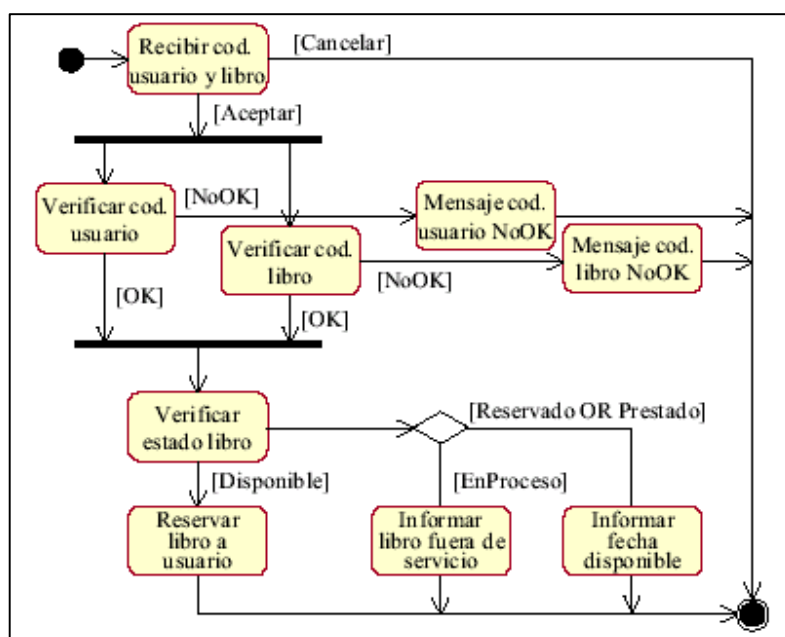 Recibir cod.
usuario y libro
[Cancelar]
[Aceptar]
Verificar cod.
usuario
[NoOK]
Mensaje cod.
usuario NoOK
Verificar cod.
libro
[NoOK]
Mensaje cod.
libro NoOK
[OK]
[OK]
Verificar
estado libro
[Reservado OR Prestado]
[Disponible]
[EnProceso]
Reservar
libro a
usuario
Informar
libro fuera de
servicio
Informar
fecha
disponible